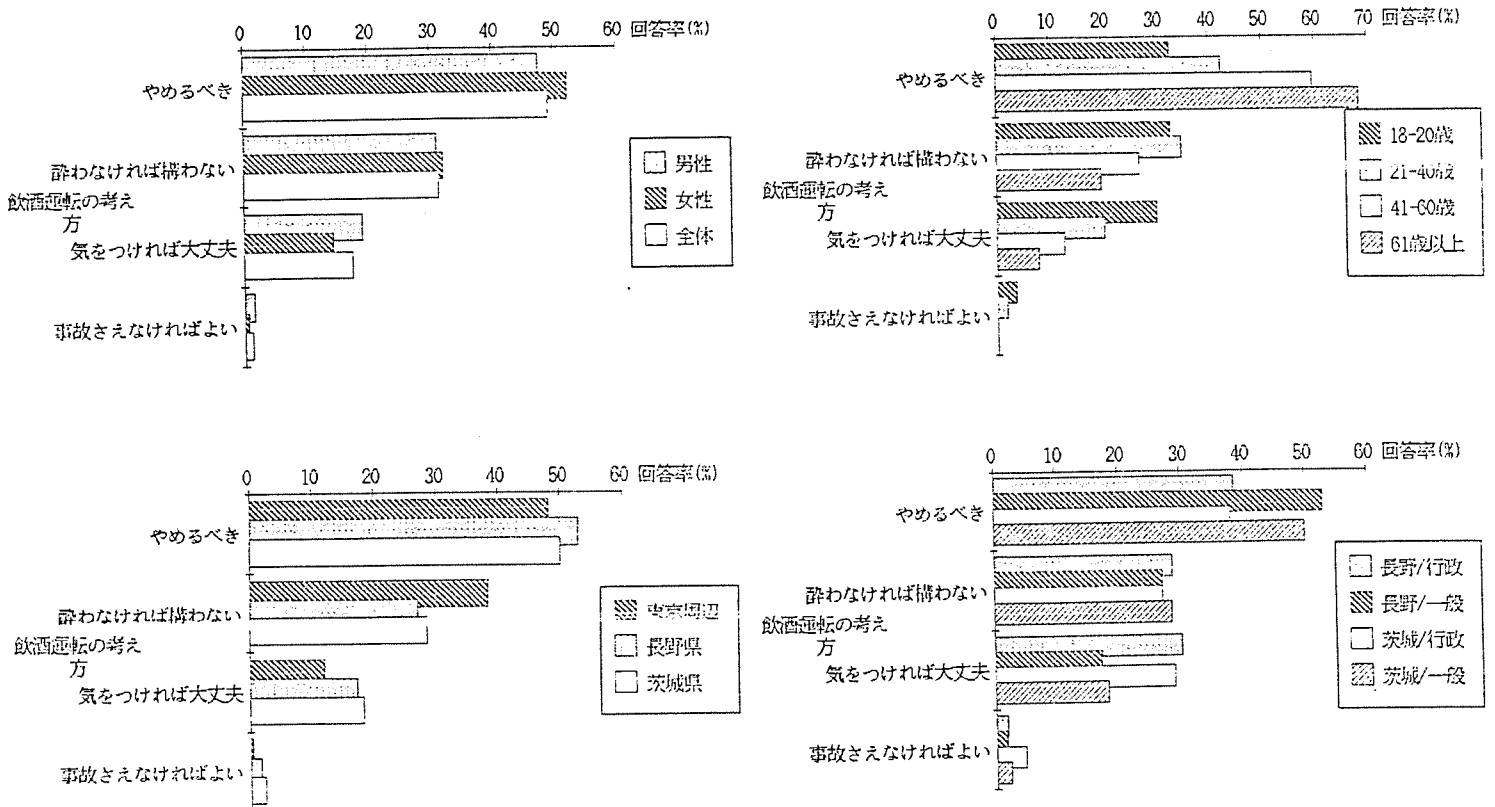 0 10 20 30 40 50 60 回答率(%)
やめるべき
酔わなければ構わない
飲酒運転の考え
方
気をつければ大丈夫
事故さえなければよい
男性
女性
全体
0 10 20 30 40 50 60 70 回答率(%)
やめるべき
酔わなければ構わない
飲酒運転の考え
方
気をつければ大丈夫
事故さえなければよい
18-20歳
21-40歳
41-60歳
61歳以上
0 10 20 30 40 50 60 回答率(%)
やめるべき
酔わなければ構わない
飲酒運転の考え
方
気をつければ大丈夫
事故さえなければよい
東京周辺
長野県
茨城県
0 10 20 30 40 50 60 回答率(%)
やめるべき
酔わなければ構わない
飲酒運転の考え
方
気をつければ大丈夫
事故さえなければよい
長野/行政
長野/一般
茨城/行政
茨城/一般